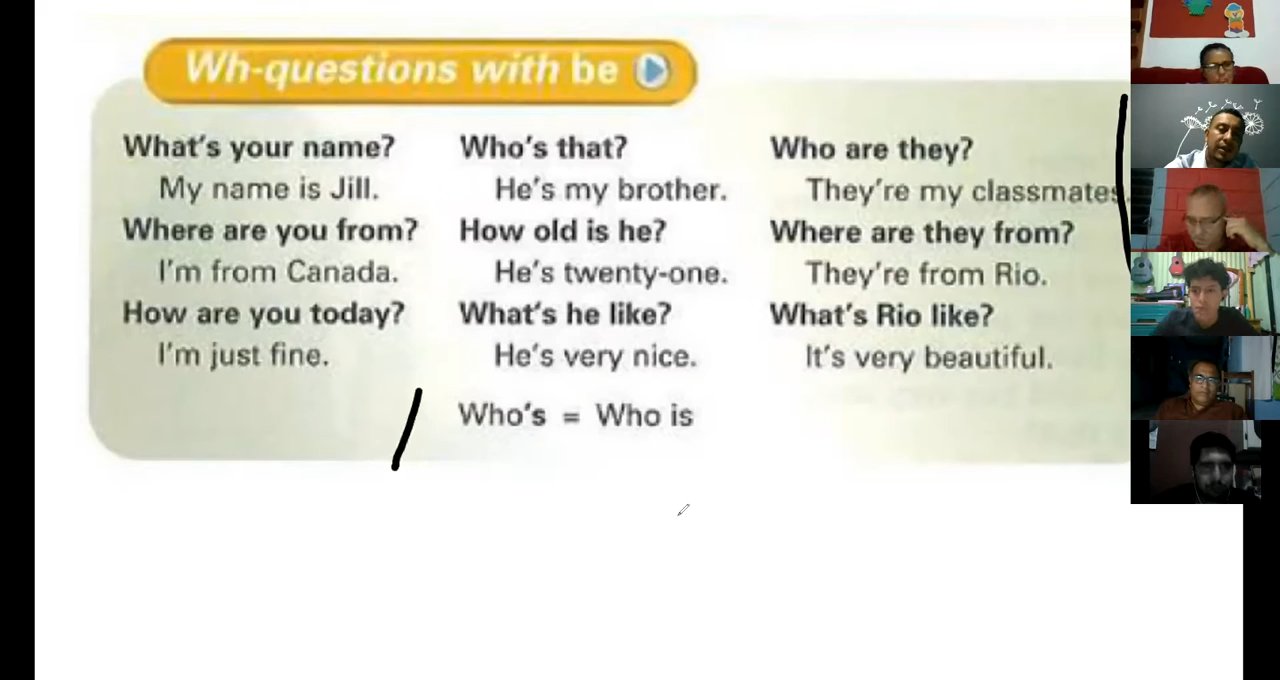 Wh-questions with be
What's your name?
My name is Jill.
Where are you from?
I'm from Canada.
How are you today?
I'm just fine.
Who's that?
He's my brother.
How old is he?
He's twenty-one.
What's he like?
He's very nice.
Who's = Who is
Who are they?
They're my classmates.
Where are they from?
They're from Rio.
What's Rio like?
It's very beautiful.